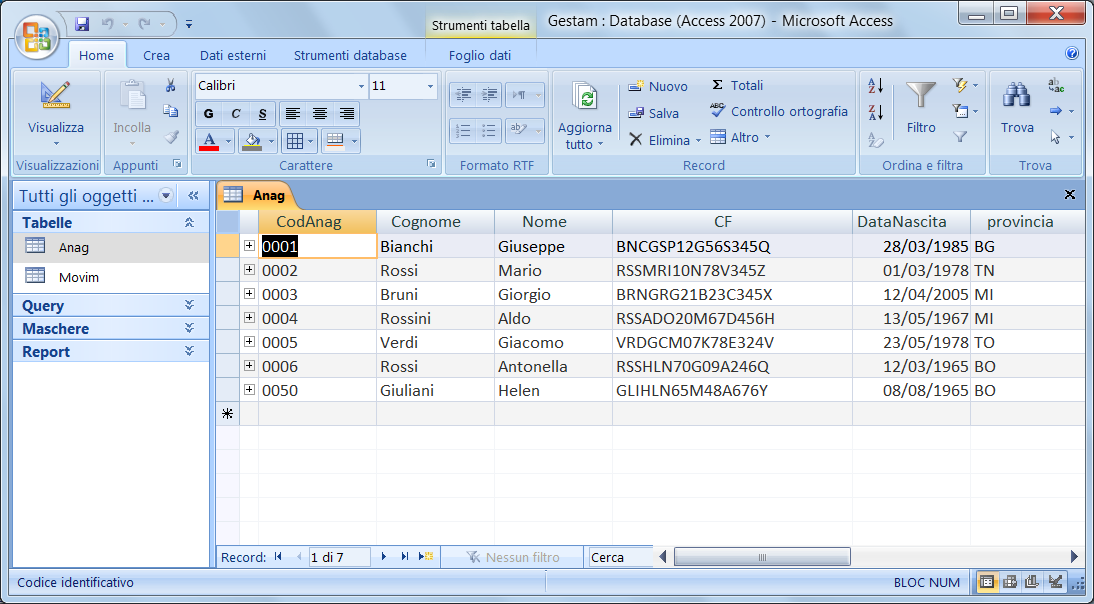 Strumenti tabella Gestam : Database (Access 2007) - Microsoft Access
Home Crea Dati esterni Strumenti database Foglio dati
Visualizza
Visualizzazioni
Incolla
Appunti
Calibri 11
G C S
A
Carattere
Formato RTF
Aggiorna tutto
Nuovo
Salva
Elimina
Σ Totali
Controllo ortografia
Altro
Record
Filtro
Ordina e filtra
Trova
Trova
Tutti gli oggetti ... «
Tabelle
Anag
Movim
Query
Maschere
Report
Anag
CodAnag Cognome Nome CF DataNascita provincia
0001 Bianchi Giuseppe BNCGSP12G56S345Q 28/03/1985 BG
0002 Rossi Mario RSSMRI10N78V345Z 01/03/1978 TN
0003 Bruni Giorgio BRNGRG21B23C345X 12/04/2005 MI
0004 Rossini Aldo RSSADO20M67D456H 13/05/1967 MI
0005 Verdi Giacomo VRDGCM07K78E324V 23/05/1978 TO
0006 Rossi Antonella RSSHLN70G09A246Q 12/03/1965 BO
0050 Giuliani Helen GLIHLN65M48A676Y 08/08/1965 BO
Record: 1 di 7 Nessun filtro Cerca
Codice identificativo BLOC NUM